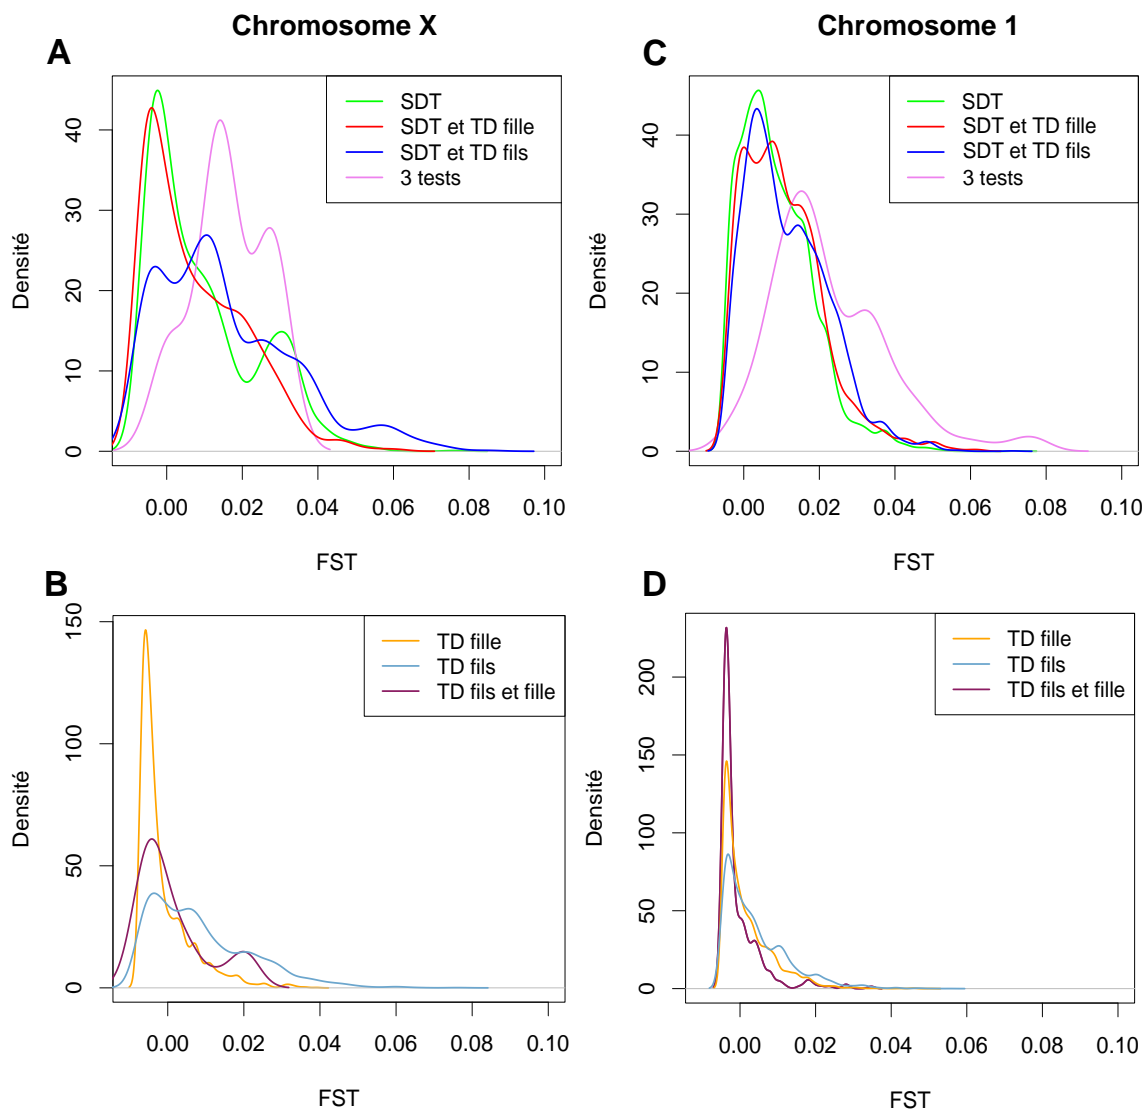 Chromosome X
Chromosome 1
A
SDT
SDT et TD fille
SDT et TD fils
3 tests
Densité
0
10
20
30
40
0.00
0.02
0.04
0.06
0.08
0.10
FST
C
SDT
SDT et TD fille
SDT et TD fils
3 tests
Densité
0
10
20
30
40
0.00
0.02
0.04
0.06
0.08
0.10
FST
B
TD fille
TD fils
TD fils et fille
Densité
0
50
100
150
0.00
0.02
0.04
0.06
0.08
0.10
FST
D
TD fille
TD fils
TD fils et fille
Densité
0
50
100
150
200
0.00
0.02
0.04
0.06
0.08
0.10
FST